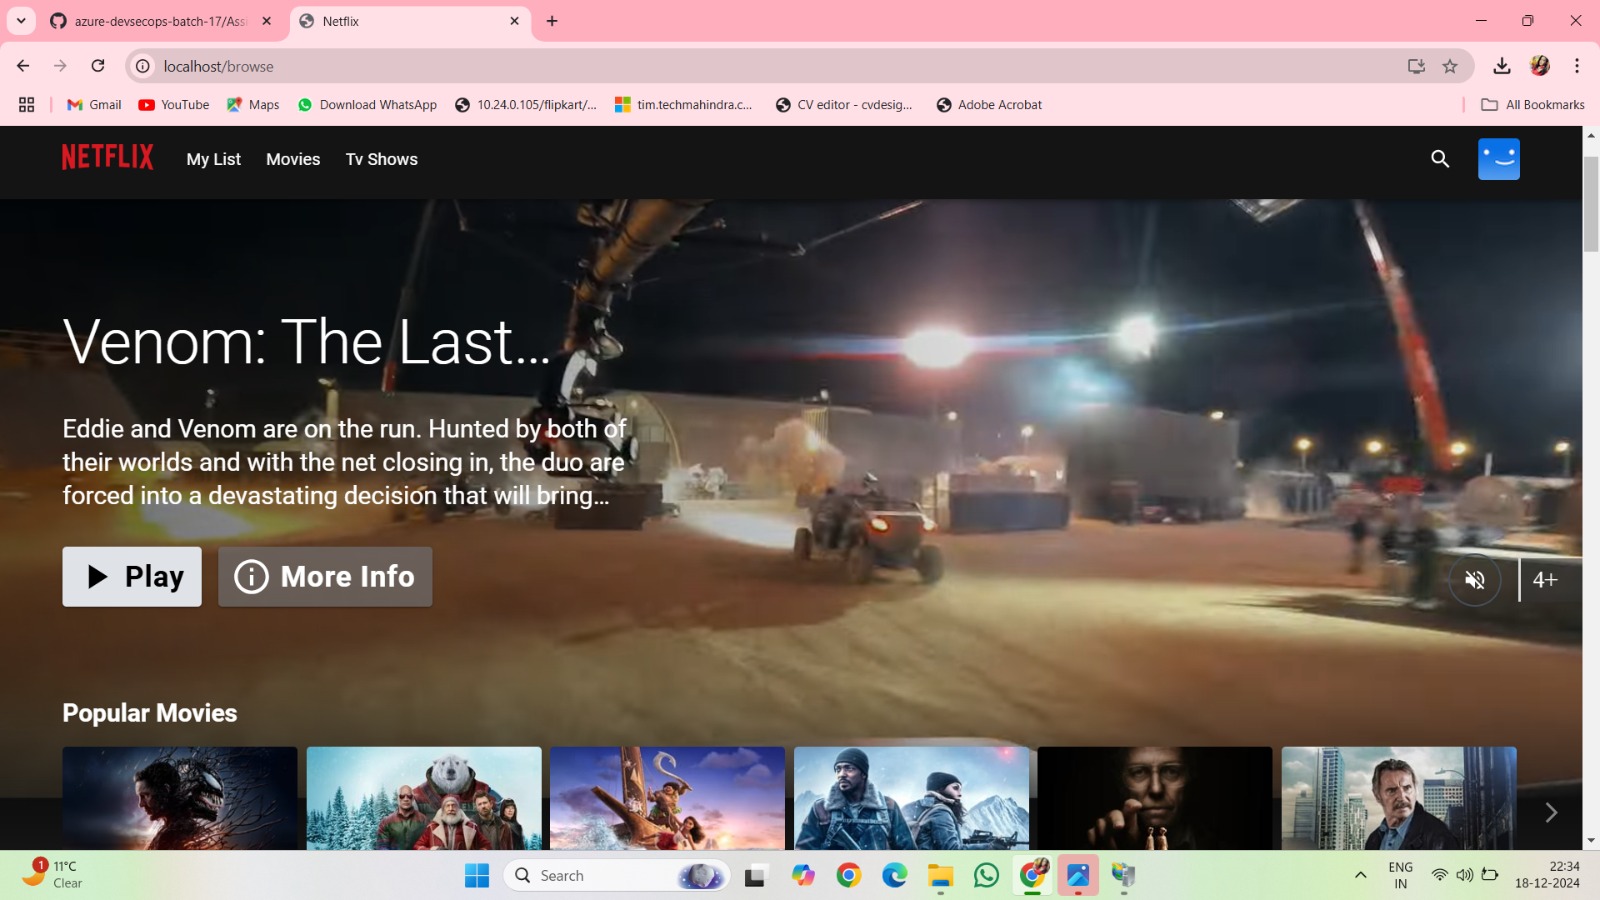 azure-devsecops-batch-17/Assi
Netflix
localhost/browse
Gmail
YouTube
Maps
Download WhatsApp
10.24.0.105/flipkart/...
tim.techmahindra.c...
CV editor - cvdesig...
Adobe Acrobat
All Bookmarks
NETFLIX
My List
Movies
Tv Shows
Venom: The Last...
Eddie and Venom are on the run. Hunted by both of
their worlds and with the net closing in, the duo are
forced into a devastating decision that will bring...
Play
More Info
4+
Popular Movies
1
11°C
Clear
Search
ENG
IN
22:34
18-12-2024